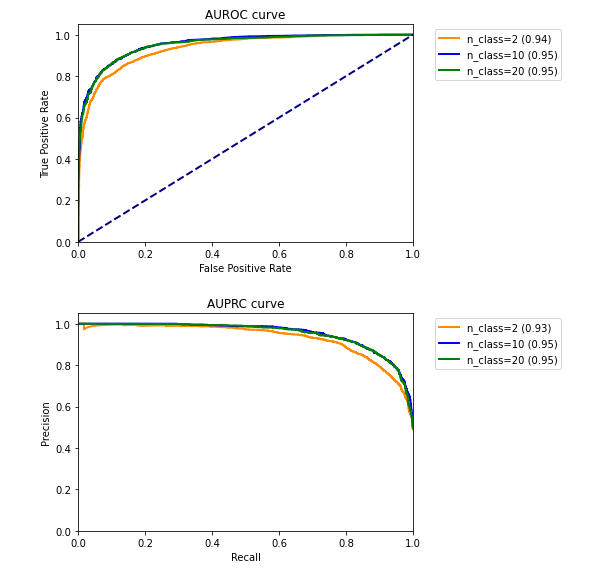 AUROC curve
True Positive Rate
1.0
0.8
0.6
0.4
0.2
0.0
0.0 0.2 0.4 0.6 0.8 1.0
False Positive Rate
n_class=2 (0.94)
n_class=10 (0.95)
n_class=20 (0.95)
AUPRC curve
Precision
1.0
0.8
0.6
0.4
0.2
0.0
0.0 0.2 0.4 0.6 0.8 1.0
Recall
n_class=2 (0.93)
n_class=10 (0.95)
n_class=20 (0.95)